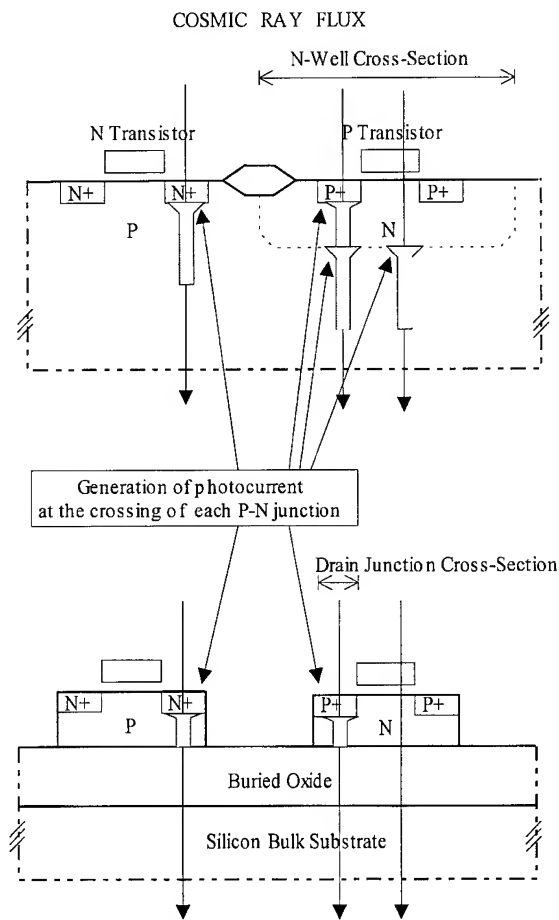 COSMIC RAY FLUX
N-Well Cross-Section
N Transistor
P Transistor
N+
N+
P+
P+
P
N
Generation of photocurrent
at the crossing of each P-N junction
Drain Junction Cross-Section
N+
N+
P+
P+
P
N
Buried Oxide
Silicon Bulk Substrate